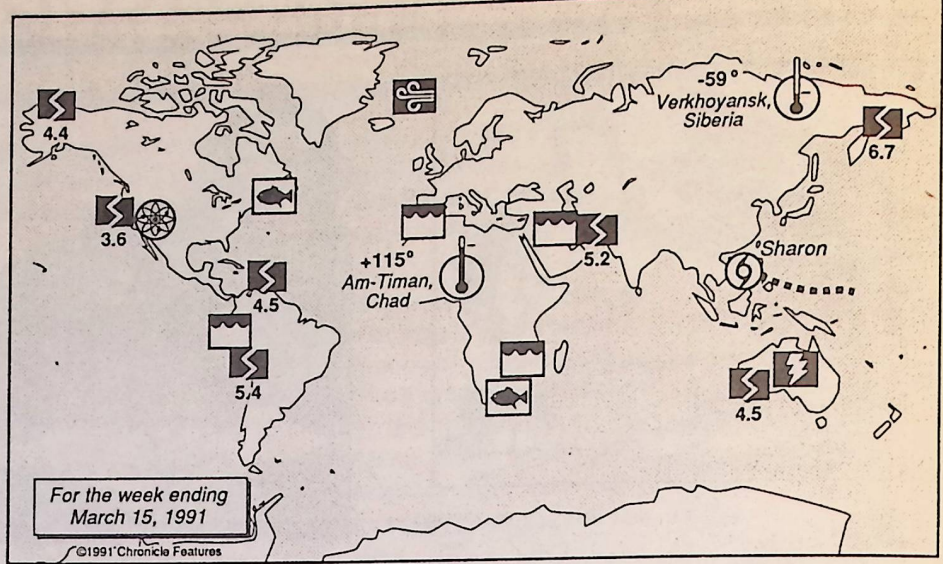 -59°
Verkhoyansk,
Siberia
4.4
6.7
3.6
+115°
Am-Timan,
Chad
5.2
Sharon
4.5
5.4
4.5
For the week ending
March 15, 1991
©1991 Chronicle Features